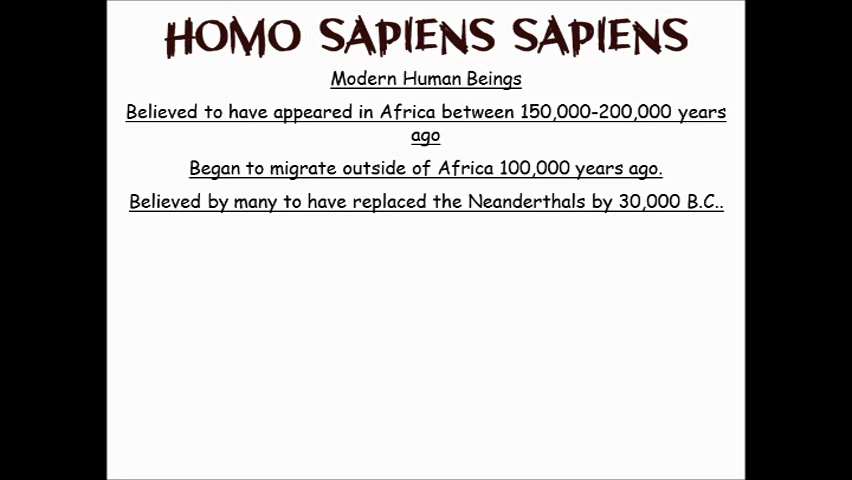 HOMO SAPIENS SAPIENS
Modern Human Beings
Believed to have appeared in Africa between 150,000-200,000 years
ago
Began to migrate outside of Africa 100,000 years ago.
Believed by many to have replaced the Neanderthals by 30,000 B.C..